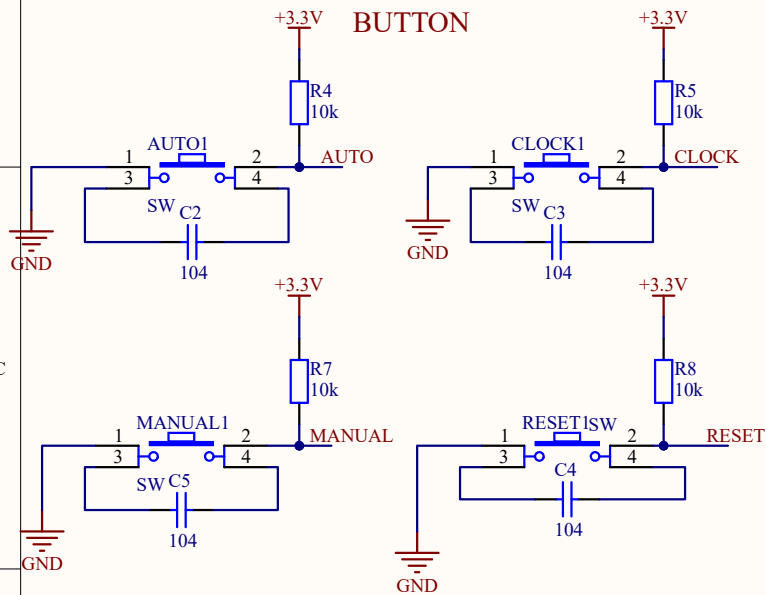 BUTTON
+3.3V
R4
10k
AUTO1
1
2
3
4
AUTO
SW
C2
104
GND
+3.3V
R5
10k
CLOCK1
1
2
3
4
CLOCK
SW
C3
104
GND
C
+3.3V
R7
10k
MANUAL1
1
2
3
4
MANUAL
SW
C5
104
GND
+3.3V
R8
10k
RESET1
SW
1
2
3
4
RESET
C4
104
GND